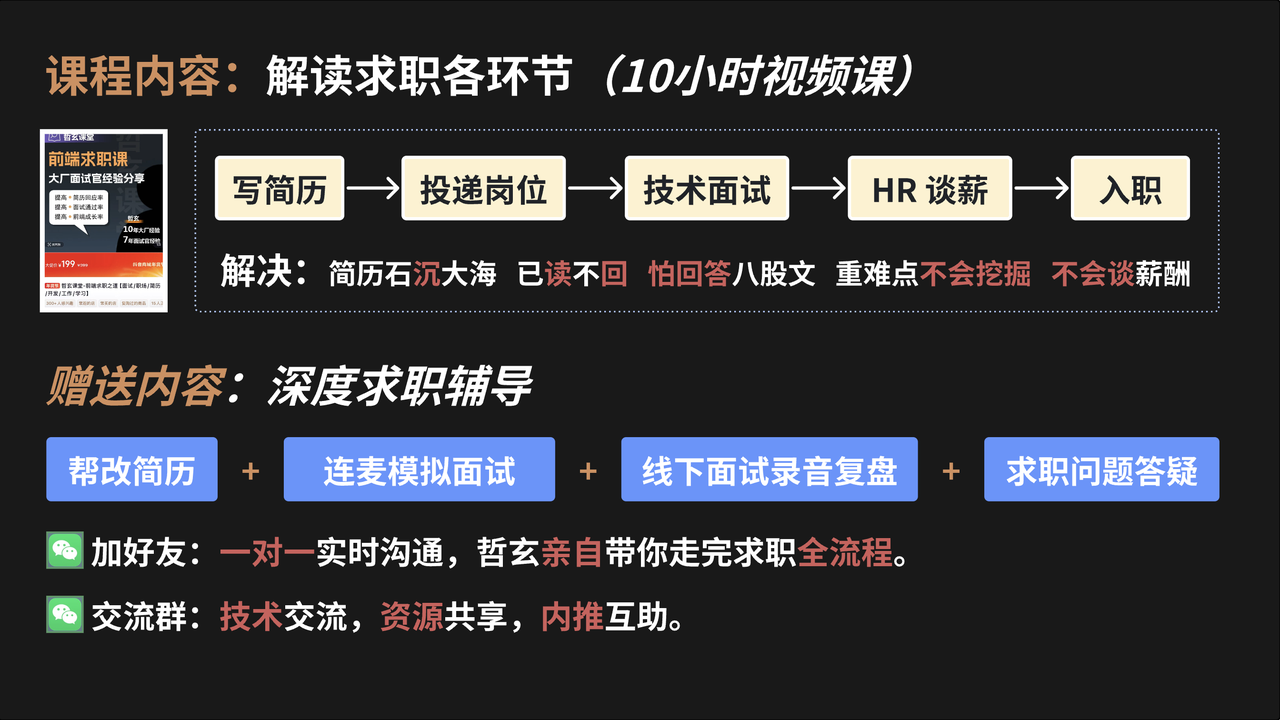 课程内容：解读求职各环节（10小时视频课）
哲玄课堂
前端求职课
大厂面试官经验分享
提高 + 简历回应率
提高 + 面试通过率
提高 + 前端成长率
哲玄
10年大厂经验
7年面试官经验
¥199
哲玄课堂-前端求职之道【面试/职场/简历
/开发/工作/学习】
写简历 → 投递岗位 → 技术面试 → HR 谈薪 → 入职
解决：简历石沉大海 已读不回 怕回答八股文 重难点不会挖掘 不会谈薪酬
赠送内容：深度求职辅导
帮改简历 + 连麦模拟面试 + 线下面试录音复盘 + 求职问题答疑
加好友：一对一实时沟通，哲玄亲自带你走完求职全流程。
交流群：技术交流，资源共享，内推互助。